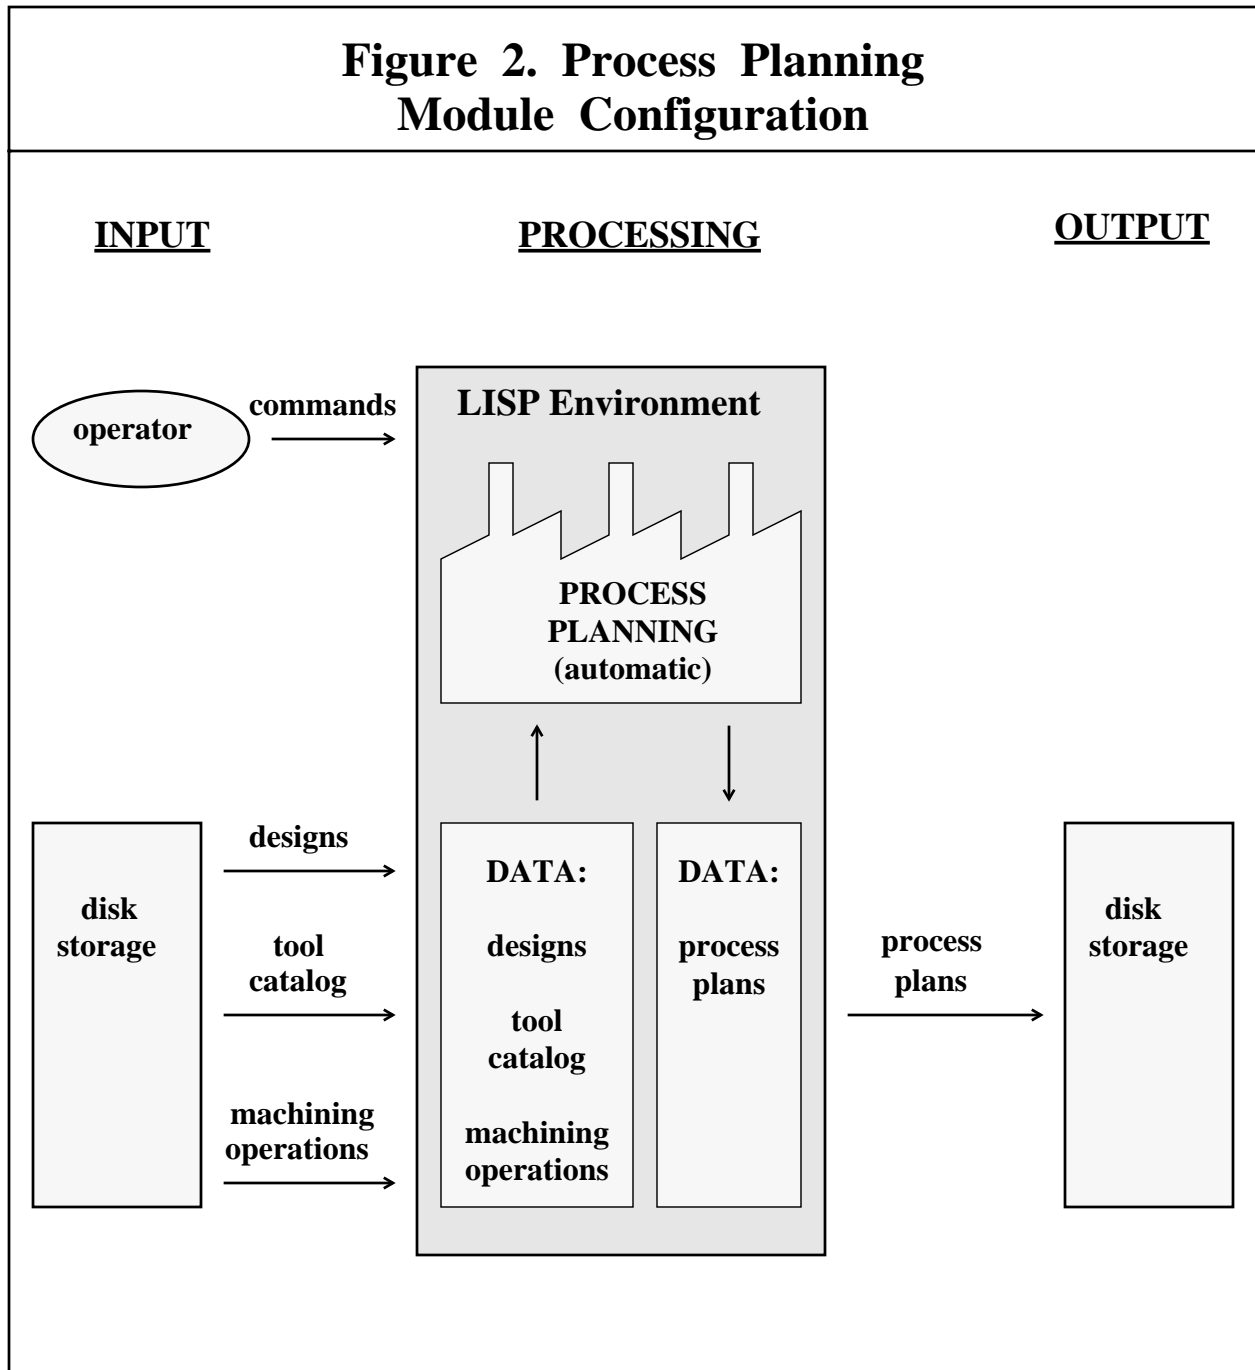 Figure 2. Process Planning
Module Configuration
INPUT
PROCESSING
OUTPUT
operator
commands
LISP Environment
PROCESS
PLANNING
(automatic)
disk
storage
designs
tool
catalog
machining
operations
DATA:
designs
tool
catalog
machining
operations
DATA:
process
plans
process
plans
disk
storage